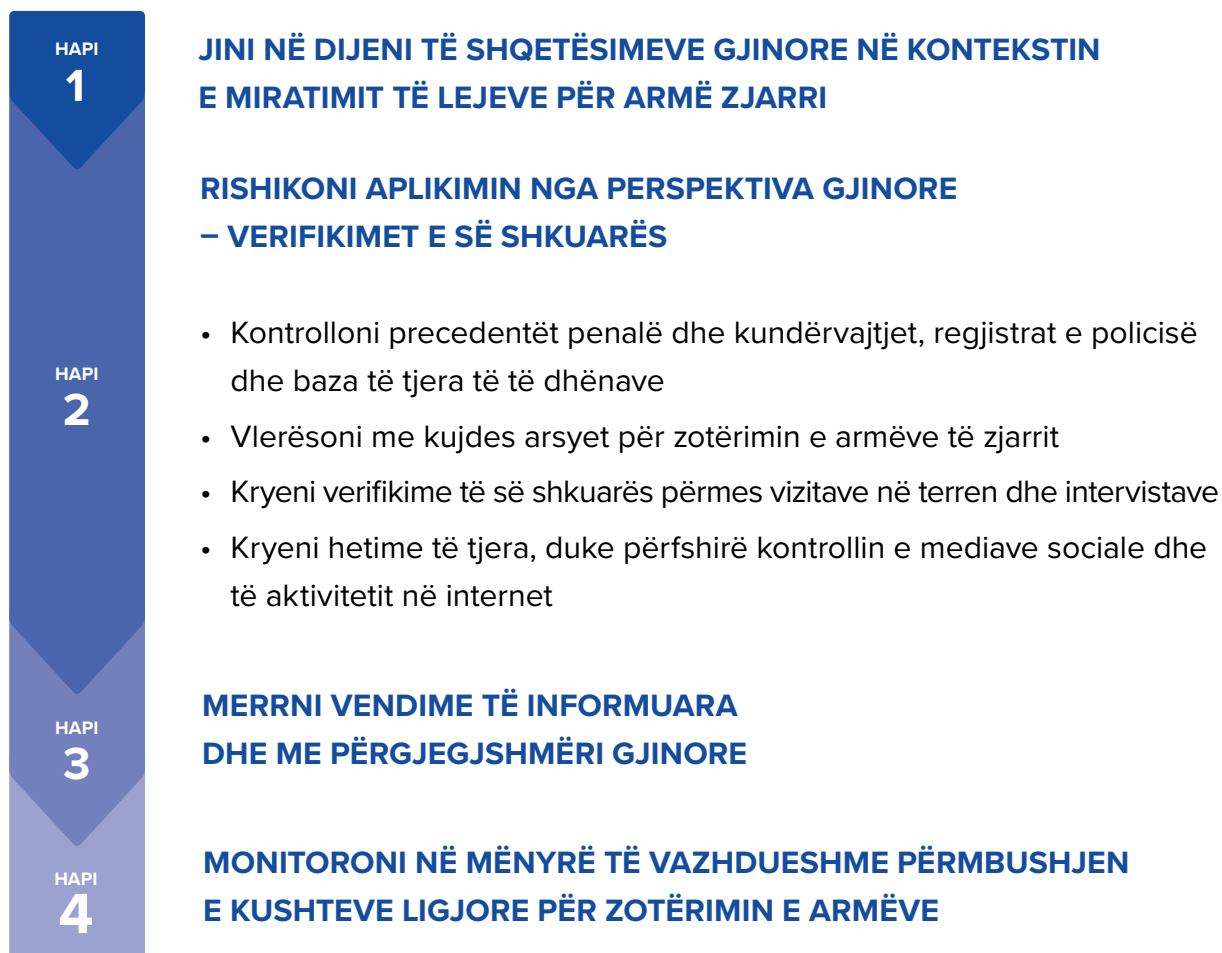 HAPI
1
JINI NË DIJENI TË SHQETËSIMEVE GJINORE NË KONTEKSTIN
E MIRATIMIT TË LEJEVE PËR ARMË ZJARRI
HAPI
2
RISHIKONI APLIKIMIN NGA PERSPEKTIVA GJINORE
– VERIFIKIMET E SË SHKUARËS
• Kontrolloni precedentët penalë dhe kundërvajtjet, regjistrat e policisë
dhe baza të tjera të të dhënave
• Vlerësoni me kujdes arsyet për zotërimin e armëve të zjarrit
• Kryeni verifikime të së shkuarës përmes vizitave në terren dhe intervistave
• Kryeni hetime të tjera, duke përfshirë kontrollin e mediave sociale dhe
të aktivitetit në internet
HAPI
3
MERRNI VENDIME TË INFORMUARA
DHE ME PËRGJEGJSHMËRI GJINORE
HAPI
4
MONITORONI NË MËNYRË TË VAZHDUESHME PËRMBUSHJEN
E KUSHTEVE LIGJORE PËR ZOTËRIMIN E ARMËVE